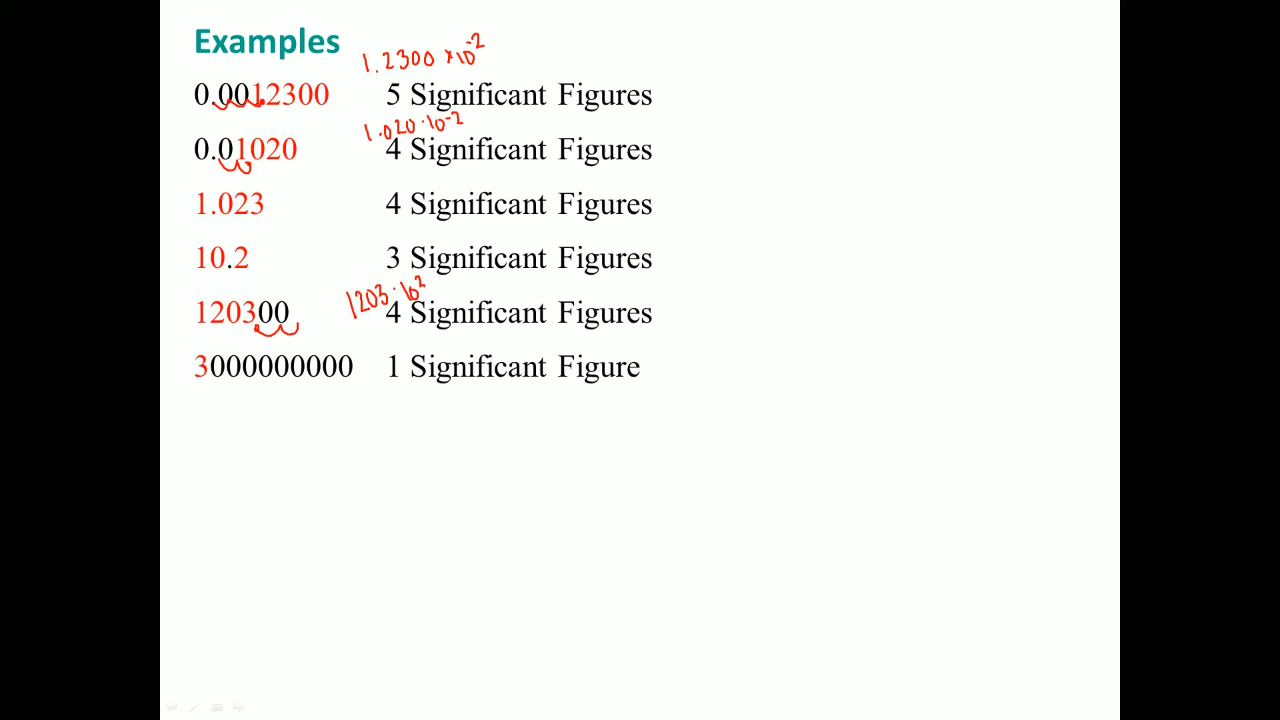 Examples
1.2300 × 10⁻²
0.0012300 5 Significant Figures
1.020 · 10⁻²
0.01020 4 Significant Figures
1.023 4 Significant Figures
10.2 3 Significant Figures
1203 · 10²
120300 4 Significant Figures
3000000000 1 Significant Figure